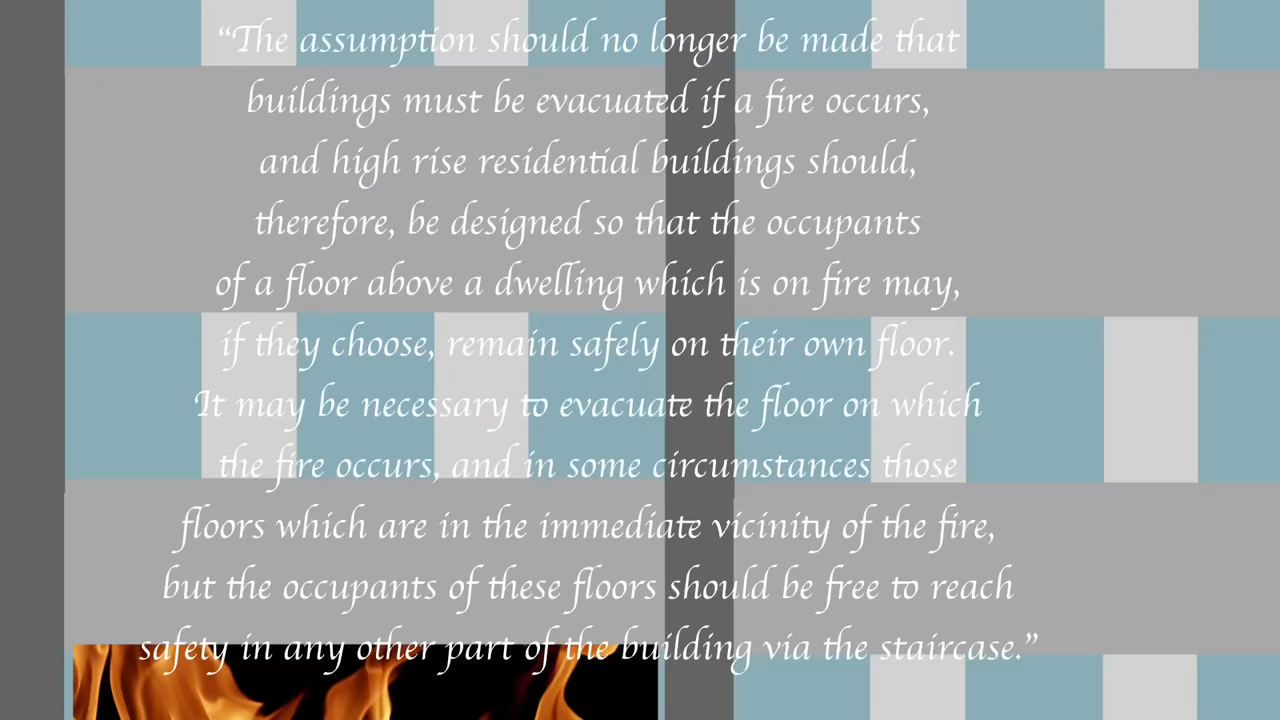 “The assumption should no longer be made that
buildings must be evacuated if a fire occurs,
and high rise residential buildings should,
therefore, be designed so that the occupants
of a floor above a dwelling which is on fire may,
if they choose, remain safely on their own floor.
It may be necessary to evacuate the floor on which
the fire occurs, and in some circumstances those
floors which are in the immediate vicinity of the fire,
but the occupants of these floors should be free to reach
safety in any other part of the building via the staircase.”